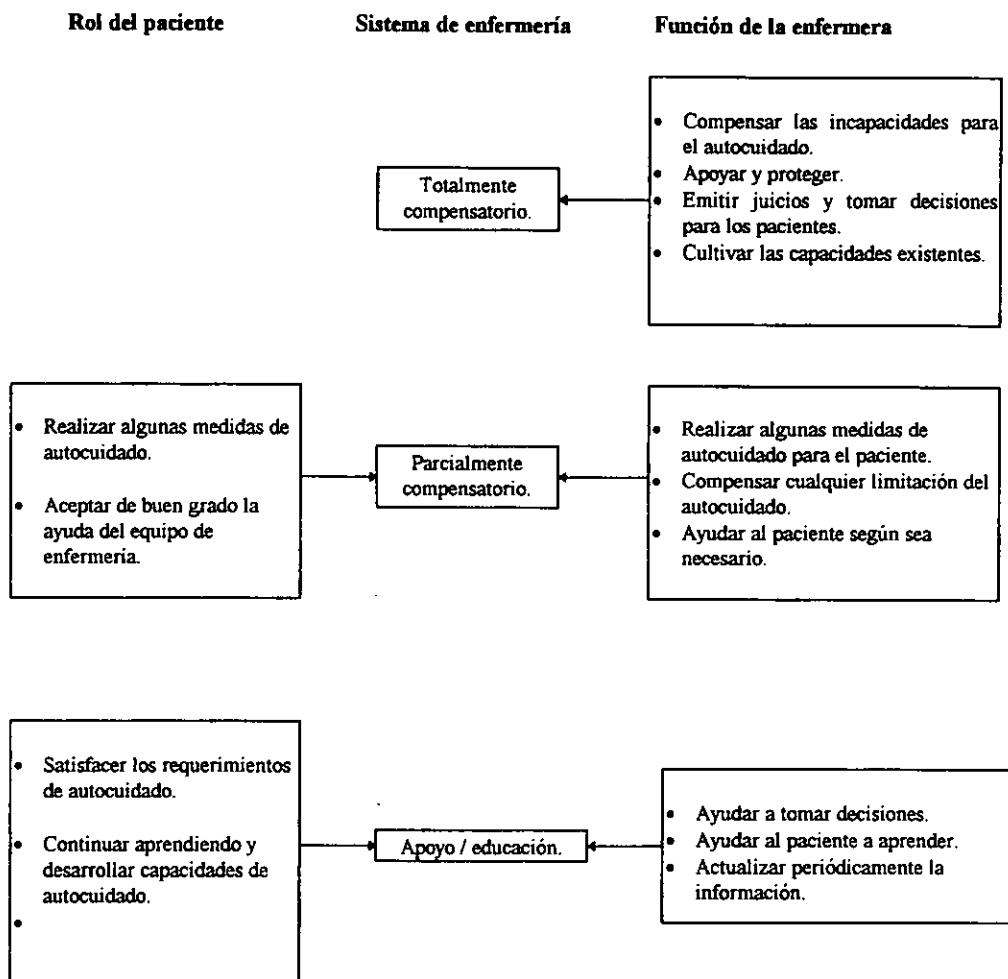 Rol del paciente
Sistema de enfermería
Función de la enfermera
• Compensar las incapacidades para
el autocuidado.
• Apoyar y proteger.
• Emitir juicios y tomar decisiones
para los pacientes.
• Cultivar las capacidades existentes.
Totalmente
compensatorio.
• Realizar algunas medidas de
autocuidado.
• Aceptar de buen grado la
ayuda del equipo de
enfermería.
Parcialmente
compensatorio.
• Realizar algunas medidas de
autocuidado para el paciente.
• Compensar cualquier limitación del
autocuidado.
• Ayudar al paciente según sea
necesario.
• Satisfacer los requerimientos
de autocuidado.
• Continuar aprendiendo y
desarrollar capacidades de
autocuidado.
•
Apoyo / educación.
• Ayudar a tomar decisiones.
• Ayudar al paciente a aprender.
• Actualizar periódicamente la
información.